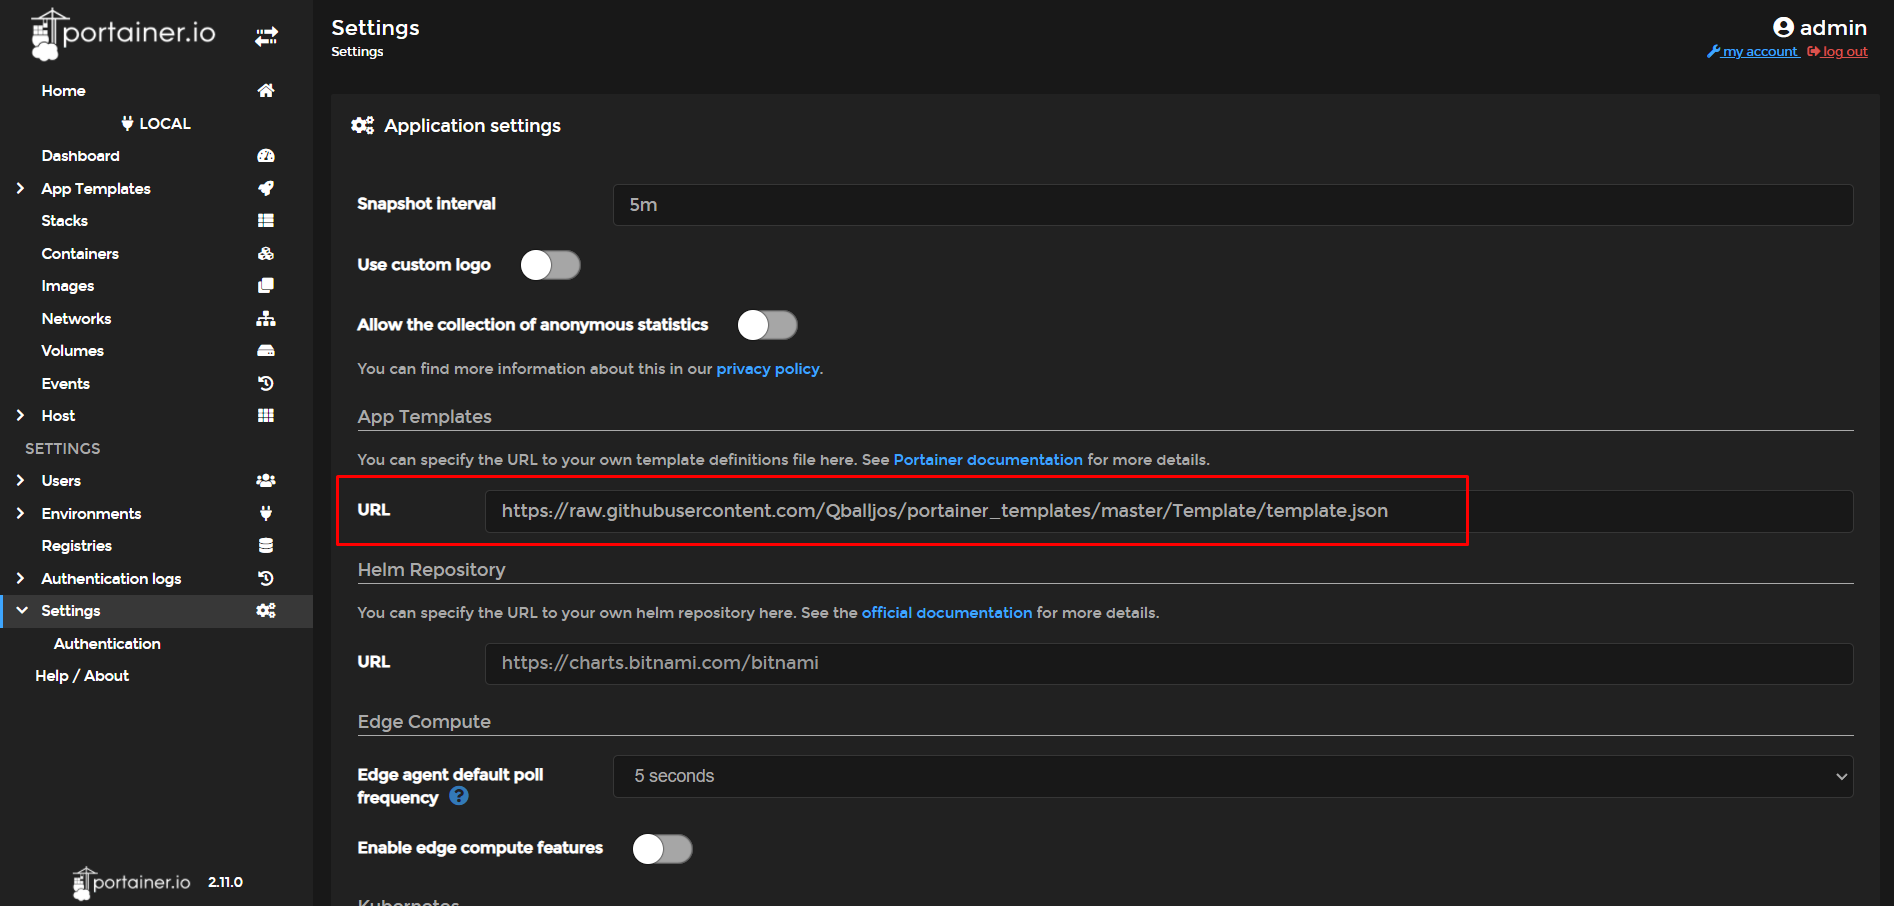 portainer.io
Home
LOCAL
Dashboard
App Templates
Stacks
Containers
Images
Networks
Volumes
Events
Host
SETTINGS
Users
Environments
Registries
Authentication logs
Settings
Authentication
Help / About
portainer.io 2.11.0
Settings
Settings
admin
my account log out
Application settings
Snapshot interval 5m
Use custom logo
Allow the collection of anonymous statistics
You can find more information about this in our privacy policy.
App Templates
You can specify the URL to your own template definitions file here. See Portainer documentation for more details.
URL https://raw.githubusercontent.com/Qballjos/portainer_templates/master/Template/template.json
Helm Repository
You can specify the URL to your own helm repository here. See the official documentation for more details.
URL https://charts.bitnami.com/bitnami
Edge Compute
Edge agent default poll
frequency ?
5 seconds
Enable edge compute features
Kubernetes